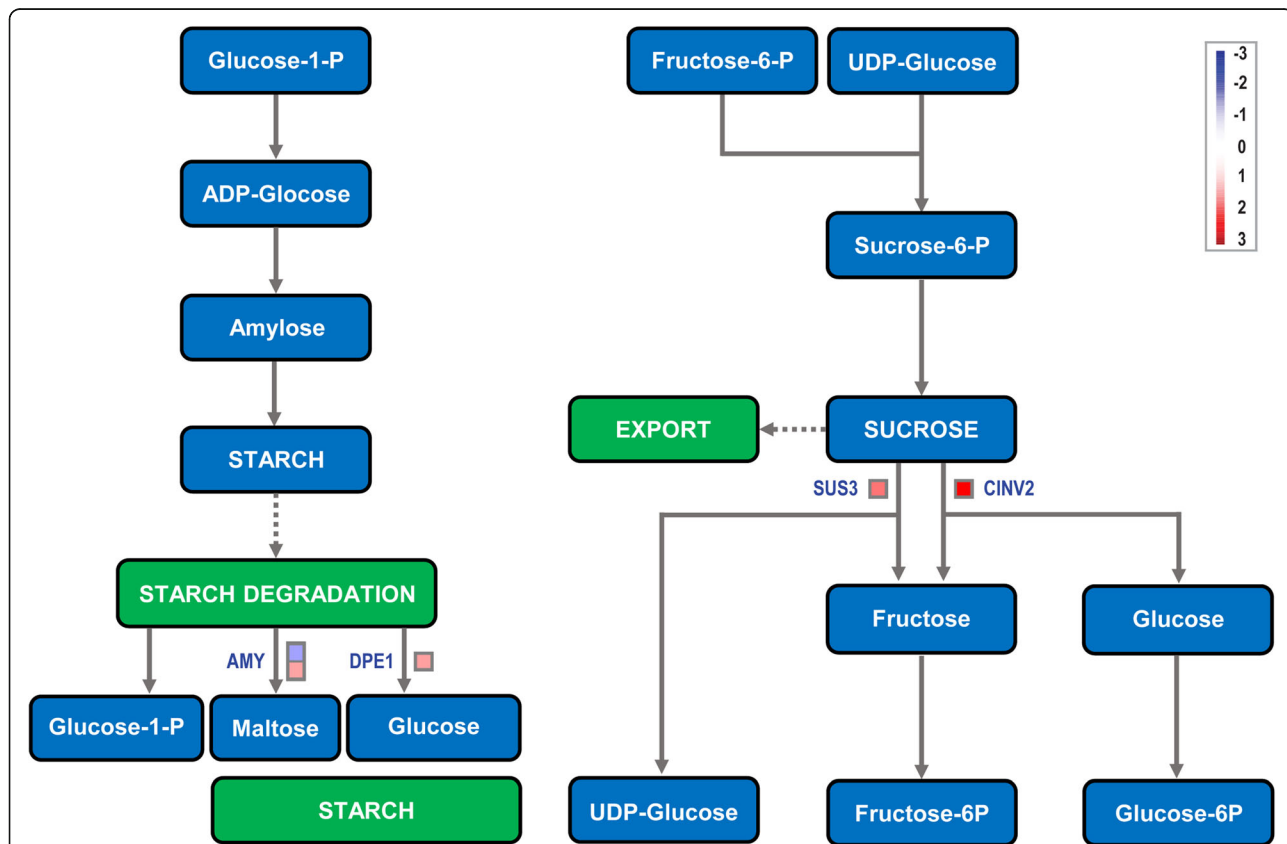 Glucose-1-P
ADP-Glocose
Amylose
STARCH
STARCH DEGRADATION
AMY
DPE1
Glucose-1-P
Maltose
Glucose
STARCH
Fructose-6-P
UDP-Glucose
Sucrose-6-P
EXPORT
SUCROSE
SUS3
CINV2
Fructose
Glucose
UDP-Glucose
Fructose-6P
Glucose-6P
-3
-2
-1
0
1
2
3